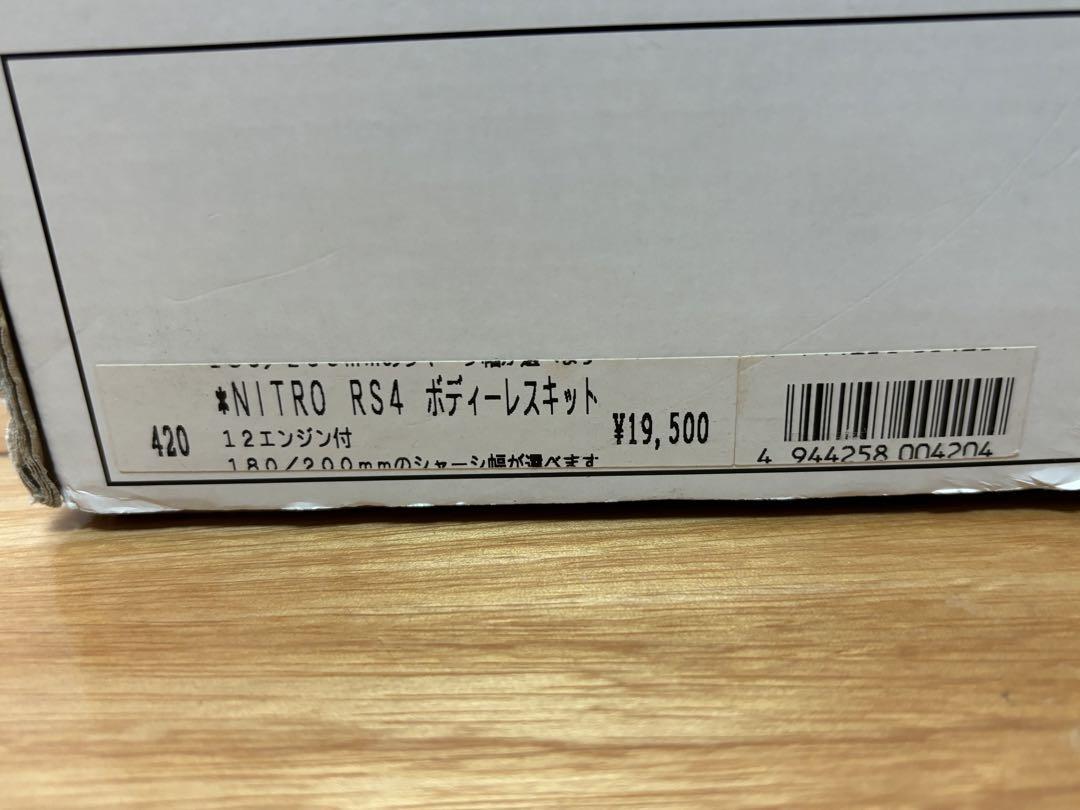 *NITRO RS4 ボディーレスキット
420 12エンジン付 ¥19,500
180/200mmのシャーシ幅が選べます
4 944258 004204